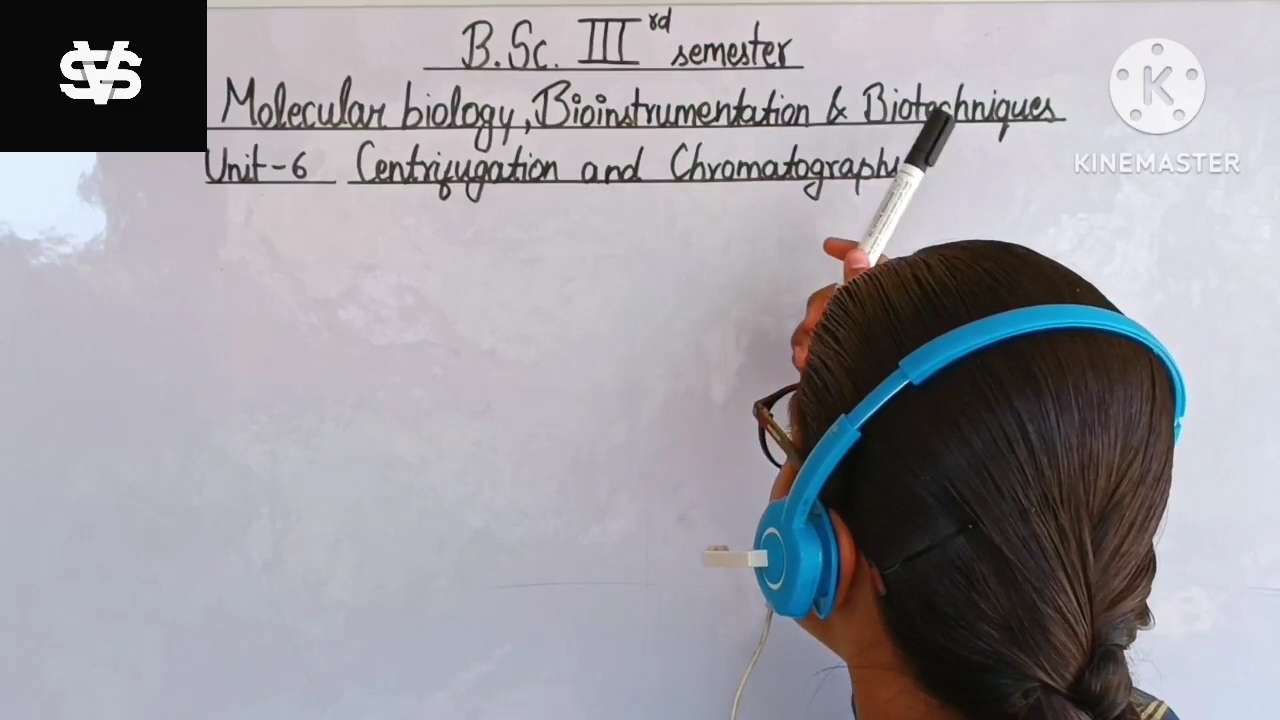 B.Sc. III rd semester
Molecular biology, Bioinstrumentation & Biotechniques
Unit-6 Centrifugation and Chromatography
K
KINEMASTER